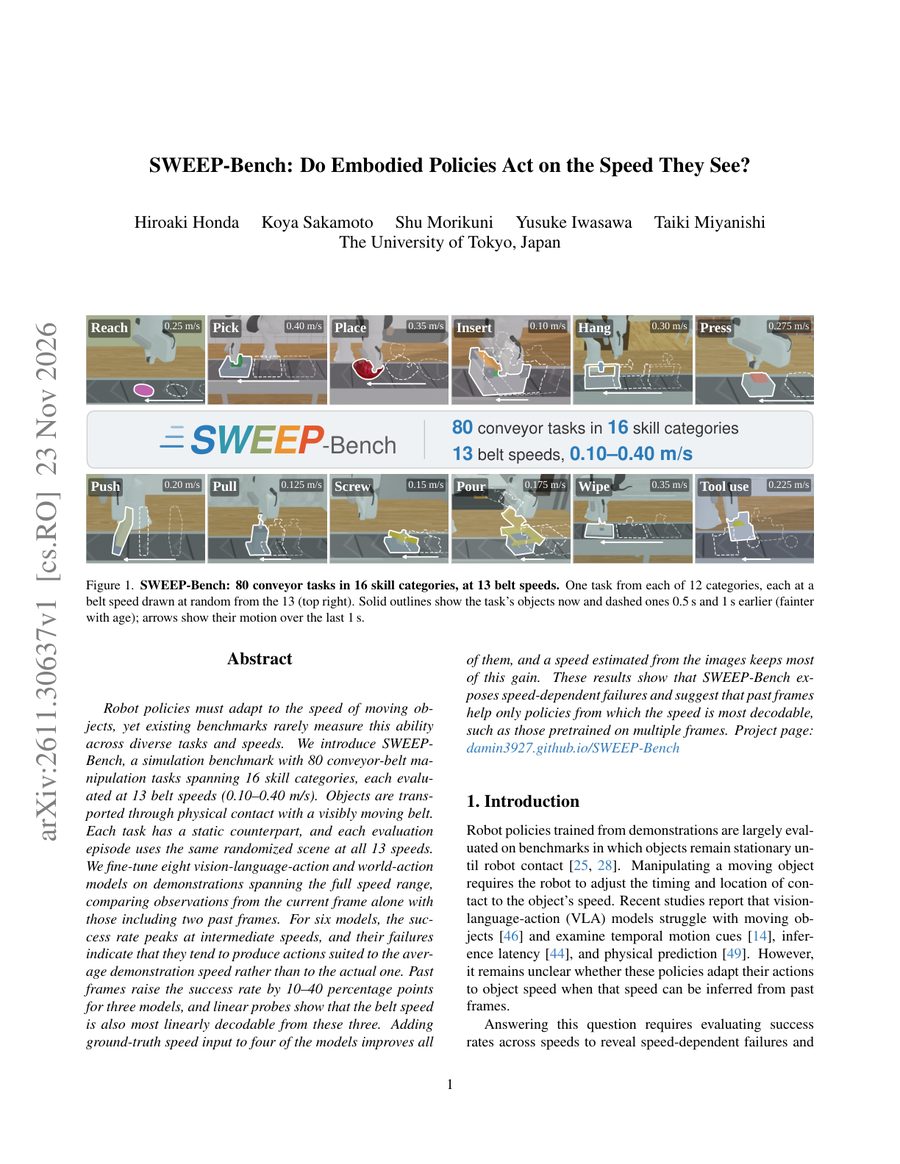 arXiv:2611.30637v1 [cs.RO] 23 Nov 2026
SWEEP-Bench: Do Embodied Policies Act on the Speed They See?
Hiroaki Honda Koya Sakamoto Shu Morikuni Yusuke Iwasawa Taiki Miyanishi
The University of Tokyo, Japan
Reach 0.25 m/s Pick 0.40 m/s Place 0.35 m/s Insert 0.10 m/s Hang 0.30 m/s Press 0.275 m/s
SWEEP-Bench
80 conveyor tasks in 16 skill categories
13 belt speeds, 0.10–0.40 m/s
Push 0.20 m/s Pull 0.125 m/s Screw 0.15 m/s Pour 0.175 m/s Wipe 0.35 m/s Tool use 0.225 m/s
Figure 1. SWEEP-Bench: 80 conveyor tasks in 16 skill categories, at 13 belt speeds. One task from each of 12 categories, each at a
belt speed drawn at random from the 13 (top right). Solid outlines show the task's objects now and dashed ones 0.5 s and 1 s earlier (fainter
with age); arrows show their motion over the last 1 s.
Abstract
Robot policies must adapt to the speed of moving ob-
jects, yet existing benchmarks rarely measure this ability
across diverse tasks and speeds. We introduce SWEEP-
Bench, a simulation benchmark with 80 conveyor-belt ma-
nipulation tasks spanning 16 skill categories, each evalu-
ated at 13 belt speeds (0.10–0.40 m/s). Objects are trans-
ported through physical contact with a visibly moving belt.
Each task has a static counterpart, and each evaluation
episode uses the same randomized scene at all 13 speeds.
We fine-tune eight vision-language-action and world-action
models on demonstrations spanning the full speed range,
comparing observations from the current frame alone with
those including two past frames. For six models, the suc-
cess rate peaks at intermediate speeds, and their failures
indicate that they tend to produce actions suited to the aver-
age demonstration speed rather than to the actual one. Past
frames raise the success rate by 10–40 percentage points
for three models, and linear probes show that the belt speed
is also most linearly decodable from these three. Adding
ground-truth speed input to four of the models improves all
of them, and a speed estimated from the images keeps most
of this gain. These results show that SWEEP-Bench ex-
poses speed-dependent failures and suggest that past frames
help only policies from which the speed is most decodable,
such as those pretrained on multiple frames. Project page:
damin3927.github.io/SWEEP-Bench
1. Introduction
Robot policies trained from demonstrations are largely eval-
uated on benchmarks in which objects remain stationary un-
til robot contact [25, 28]. Manipulating a moving object
requires the robot to adjust the timing and location of con-
tact to the object's speed. Recent studies report that vision-
language-action (VLA) models struggle with moving ob-
jects [46] and examine temporal motion cues [14], infer-
ence latency [44], and physical prediction [49]. However,
it remains unclear whether these policies adapt their actions
to object speed when that speed can be inferred from past
frames.
Answering this question requires evaluating success
rates across speeds to reveal speed-dependent failures and
1